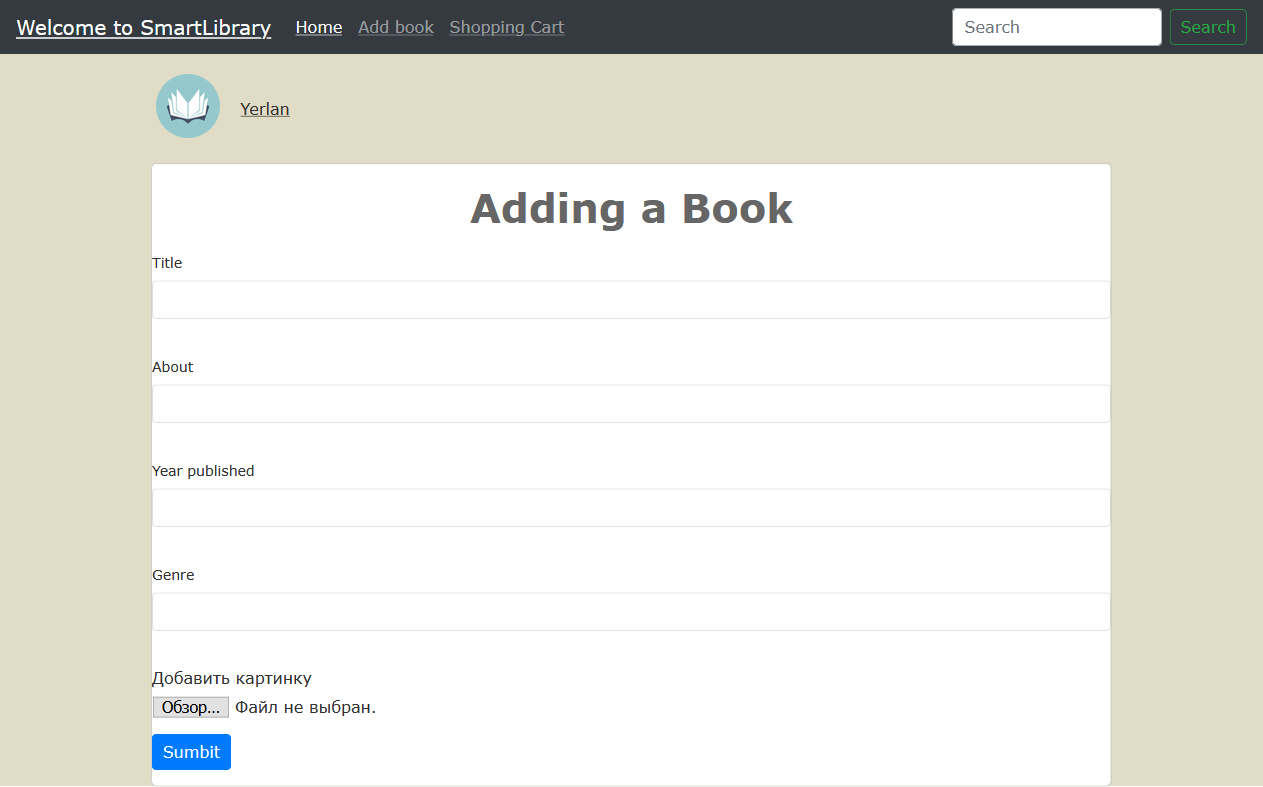 Welcome to SmartLibrary Home Add book Shopping Cart Search Search
Yerlan
Adding a Book
Title
About
Year published
Genre
Добавить картинку
Обзор... Файл не выбран.
Sumbit